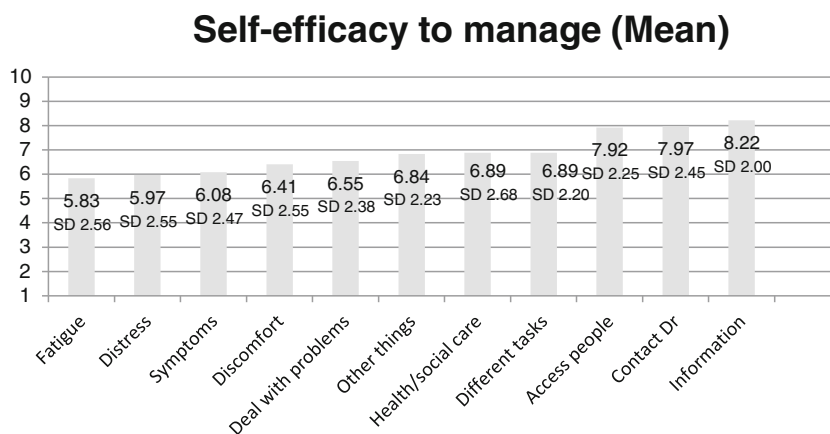 Self-efficacy to manage (Mean)
10
9
8
7
6
5
4
3
2
1
5.83
SD 2.56
5.97
SD 2.55
6.08
SD 2.47
6.41
SD 2.55
6.55
SD 2.38
6.84
SD 2.23
6.89
SD 2.68
6.89
SD 2.20
7.92
SD 2.25
7.97
SD 2.45
8.22
SD 2.00
Fatigue
Distress
Symptoms
Discomfort
Deal with problems
Other things
Health/social care
Different tasks
Access people
Contact Dr
Information